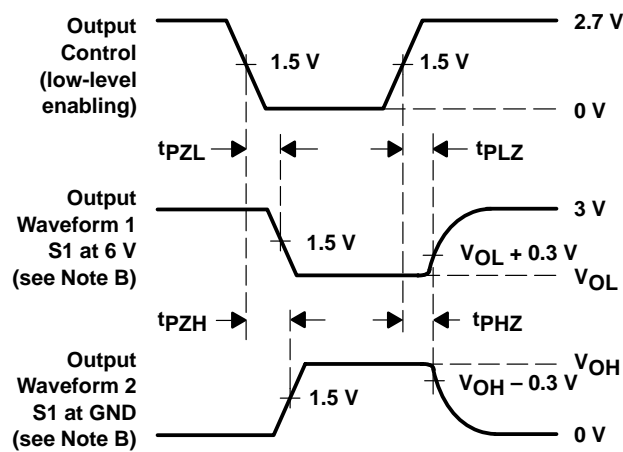 Output
Control
(low-level
enabling)
2.7 V
1.5 V
1.5 V
0 V
tPZL
tPLZ
Output
Waveform 1
S1 at 6 V
(see Note B)
3 V
1.5 V
VOL + 0.3 V
VOL
tPZH
tPHZ
Output
Waveform 2
S1 at GND
(see Note B)
VOH
1.5 V
VOH – 0.3 V
0 V